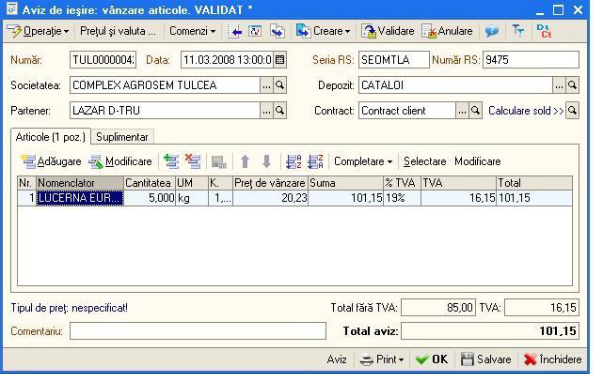 Aviz de ieşire: vânzare articole. VALIDAT *
Operaţie Preţul şi valuta ... Comenzi Creare Validare Anulare
Număr: TUL0000004; Data: 11.03.2008 13:00:0 Seria RS: SEOMTLA Număr RS: 9475
Societatea: COMPLEX AGROSEM TULCEA ... Depozit: CATALOI ...
Partener: LAZAR D-TRU ... Contract: Contract client ... Calculare sold >>
Articole (1 poz.) Suplimentar
Adăugare Modificare Completare Selectare Modificare
Nr. Nomenclator Cantitatea UM K. Preţ de vânzare Suma % TVA TVA Total
1 LUCERNA EUR... 5,000 kg 1,... 20,23 101,15 19% 16,15 101,15
Tipul de preţ: nespecificat! Total fără TVA: 85,00 TVA: 16,15
Comentariu: Total aviz: 101,15
Aviz Print OK Salvare Închidere